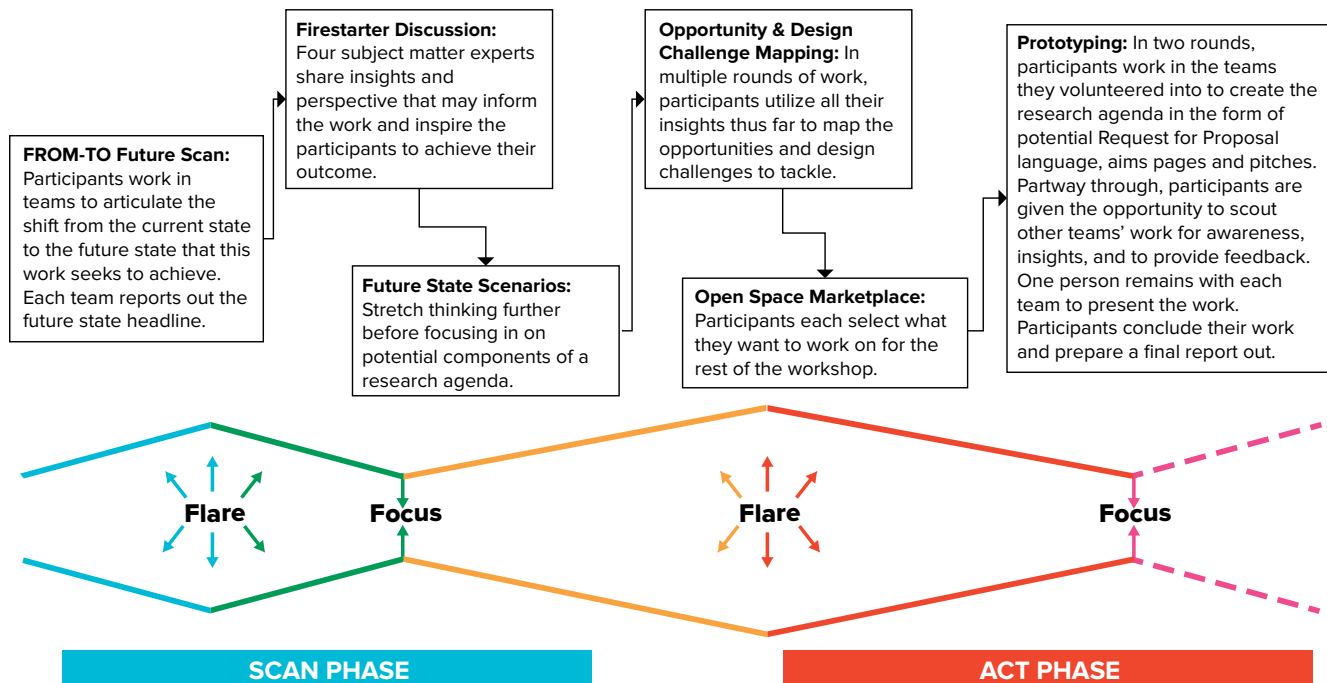 FROM-TO Future Scan:
Participants work in
teams to articulate the
shift from the current state
to the future state that this
work seeks to achieve.
Each team reports out the
future state headline.
Firestarter Discussion:
Four subject matter experts
share insights and
perspective that may inform
the work and inspire the
participants to achieve their
outcome.
Future State Scenarios:
Stretch thinking further
before focusing in on
potential components of a
research agenda.
Opportunity & Design
Challenge Mapping: In
multiple rounds of work,
participants utilize all their
insights thus far to map the
opportunities and design
challenges to tackle.
Open Space Marketplace:
Participants each select what
they want to work on for the
rest of the workshop.
Prototyping: In two rounds,
participants work in the teams
they volunteered into to create the
research agenda in the form of
potential Request for Proposal
language, aims pages and pitches.
Partway through, participants are
given the opportunity to scout
other teams’ work for awareness,
insights, and to provide feedback.
One person remains with each
team to present the work.
Participants conclude their work
and prepare a final report out.
Flare
Focus
Flare
Focus
SCAN PHASE
ACT PHASE